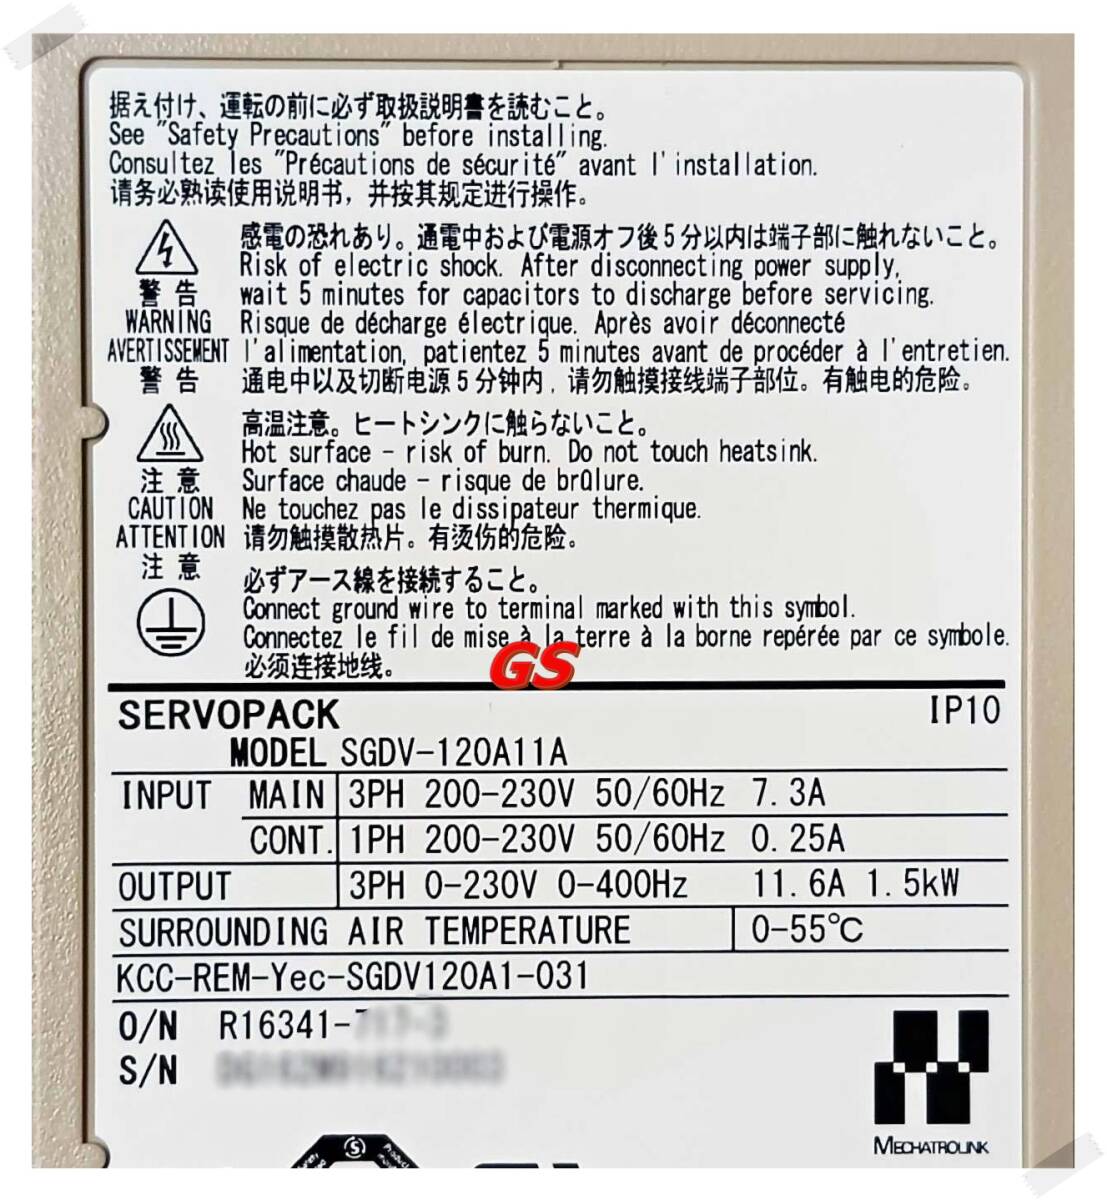 据え付け、運転の前に必ず取扱説明書を読むこと。
See "Safety Precautions" before installing.
Consultez les "Précautions de sécurité" avant l'installation.
请务必熟读使用说明书，并按其规定进行操作。
感電の恐れあり。通電中および電源オフ後5分以内は端子部に触れないこと。
Risk of electric shock. After disconnecting power supply,
警告 wait 5 minutes for capacitors to discharge before servicing.
WARNING Risque de décharge électrique. Après avoir déconnecté
AVERTISSEMENT l'alimentation, patientez 5 minutes avant de procéder à l'entretien.
警告 通电中以及切断电源5分钟内，请勿触摸接线端子部位。有触电的危险。
高温注意。ヒートシンクに触らないこと。
Hot surface - risk of burn. Do not touch heatsink.
注意 Surface chaude - risque de brûlure.
CAUTION Ne touchez pas le dissipateur thermique.
ATTENTION 请勿触摸散热片。有烫伤的危险。
注意
必ずアース線を接続すること。
Connect ground wire to terminal marked with this symbol.
Connectez le fil de mise à la terre à la borne repérée par ce symbole.
必须连接地线。
GS
SERVOPACK IP10
MODEL SGDV-120A11A
INPUT MAIN 3PH 200-230V 50/60Hz 7.3A
CONT. 1PH 200-230V 50/60Hz 0.25A
OUTPUT 3PH 0-230V 0-400Hz 11.6A 1.5kW
SURROUNDING AIR TEMPERATURE 0-55℃
KCC-REM-Yec-SGDV120A1-031
O/N R16341-
S/N
MECHATROLINK